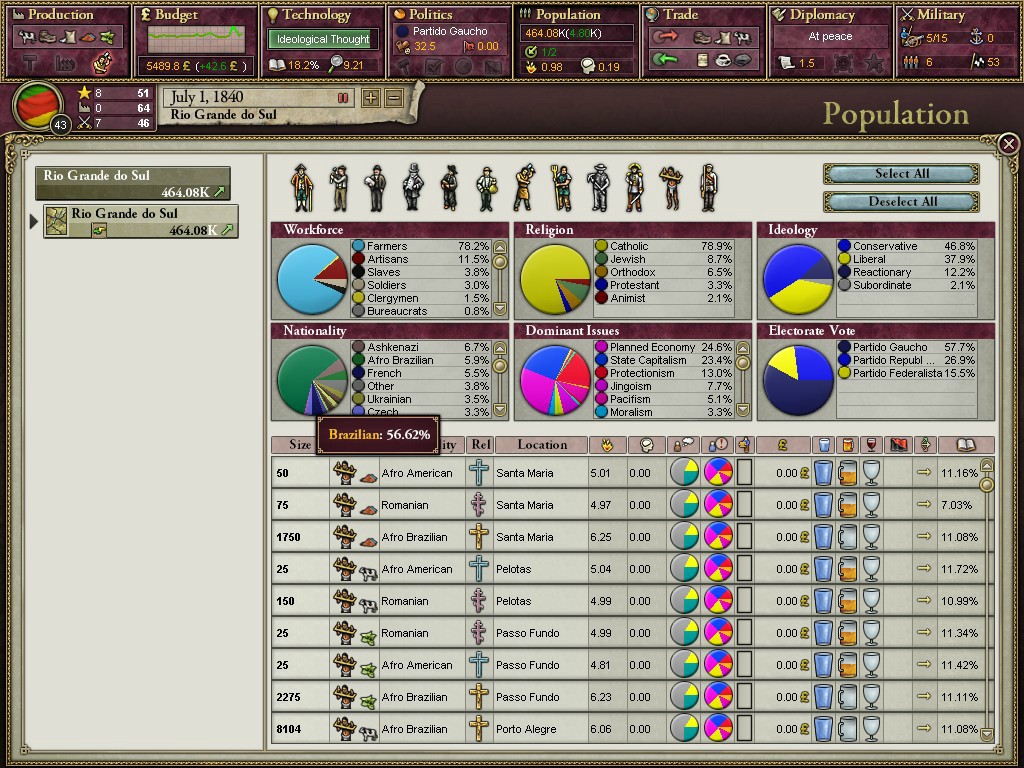 Production
Budget
Technology
Politics
Population
Trade
Diplomacy
Military
5489.8 £ (+42.6 £ )
Ideological Thought
18.2% 9.21
Partido Gaucho
32.5 0.00
464.08K(4.80K)
1/2
0.98 0.19
At peace
1.5
5/15 0
6 53
43
8 51
0 64
7 46
July 1, 1840
Rio Grande do Sul
Population
Rio Grande do Sul
464.08K
Rio Grande do Sul
464.08K
Select All
Deselect All
Workforce
Farmers 78.2%
Artisans 11.5%
Slaves 3.8%
Soldiers 3.0%
Clergymen 1.5%
Bureaucrats 0.8%
Religion
Catholic 78.9%
Jewish 8.7%
Orthodox 6.5%
Protestant 3.3%
Animist 2.1%
Ideology
Conservative 46.8%
Liberal 37.9%
Reactionary 12.2%
Subordinate 2.1%
Nationality
Ashkenazi 6.7%
Afro Brazilian 5.9%
French 5.5%
Other 3.8%
Ukrainian 3.5%
Czech 3.3%
Dominant Issues
Planned Economy 24.6%
State Capitalism 23.4%
Protectionism 13.0%
Jingoism 7.7%
Pacifism 5.1%
Moralism 3.3%
Electorate Vote
Partido Gaucho 57.7%
Partido Republ ... 26.9%
Partido Federalista 15.5%
Brazilian: 56.62%
Size Rel Location £
50 Afro American Santa Maria 5.01 0.00 0.00 £ 11.16%
75 Romanian Santa Maria 4.97 0.00 0.00 £ 7.03%
1750 Afro Brazilian Santa Maria 6.25 0.00 0.00 £ 11.08%
25 Afro American Pelotas 5.04 0.00 0.00 £ 11.72%
150 Romanian Pelotas 4.99 0.00 0.00 £ 10.99%
25 Romanian Passo Fundo 4.99 0.00 0.00 £ 11.34%
25 Afro American Passo Fundo 4.81 0.00 0.00 £ 11.42%
2275 Afro Brazilian Passo Fundo 6.23 0.00 0.00 £ 11.11%
8104 Afro Brazilian Porto Alegre 6.06 0.00 0.00 £ 11.08%